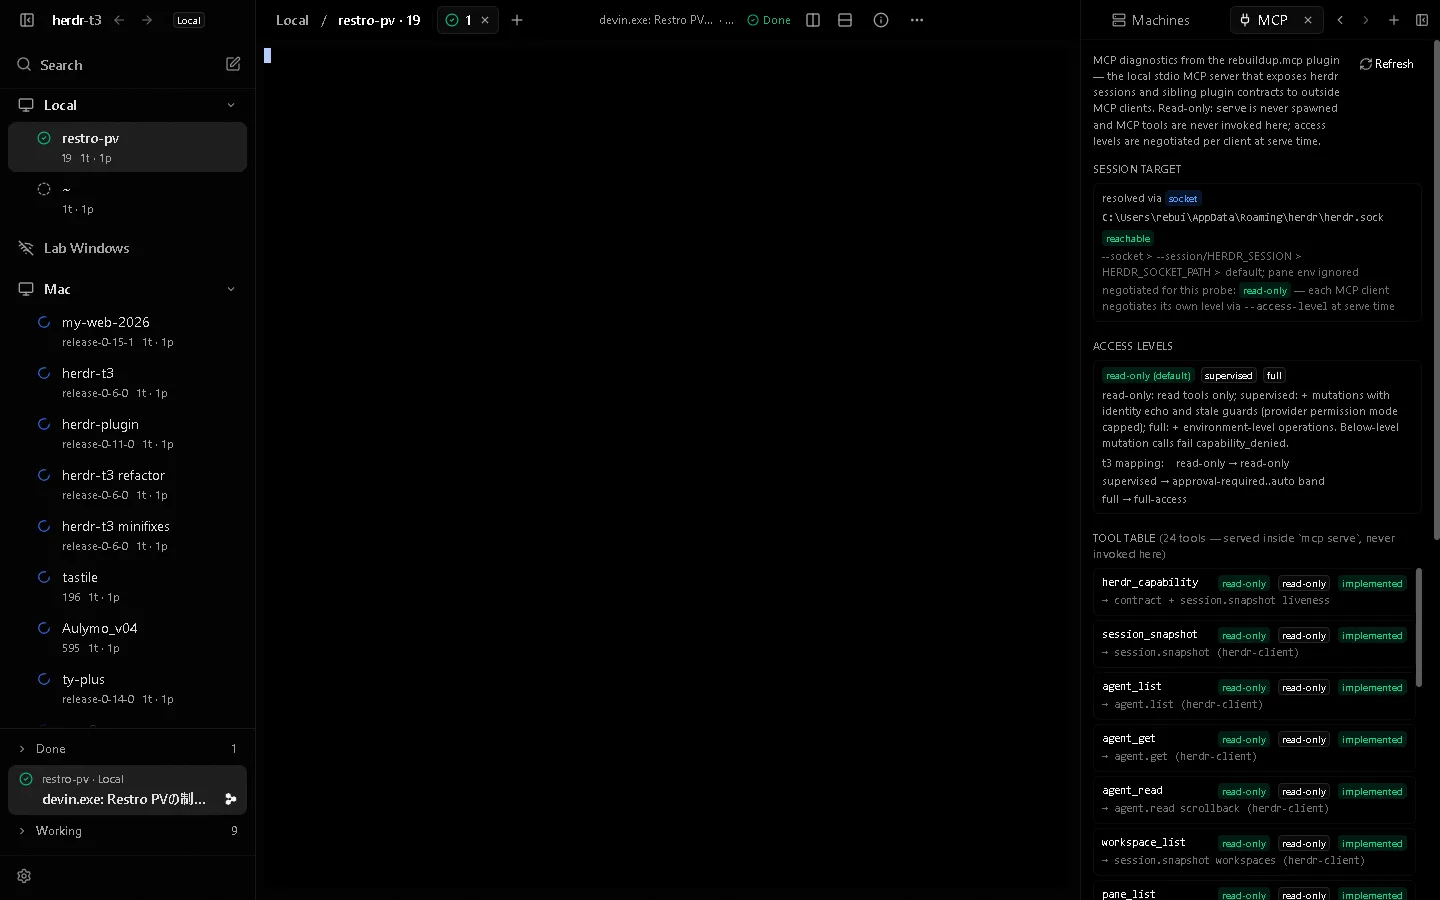 herdr-t3
Local
Search
Local
restro-pv
19 1t · 1p
~
1t · 1p
Lab Windows
Mac
my-web-2026
release-0-15-1 1t · 1p
herdr-t3
release-0-6-0 1t · 1p
herdr-plugin
release-0-11-0 1t · 1p
herdr-t3 refactor
release-0-6-0 1t · 1p
herdr-t3 minifixes
release-0-6-0 1t · 1p
tastile
196 1t · 1p
Aulymo_v04
595 1t · 1p
ty-plus
release-0-14-0 1t · 1p
Done 1
restro-pv · Local
devin.exe: Restro PVの制...
Working 9
Local / restro-pv · 19
1
devin.exe: Restro PV... · ...
Done
Machines
MCP
MCP diagnostics from the rebuildup.mcp plugin
— the local stdio MCP server that exposes herdr
sessions and sibling plugin contracts to outside
MCP clients. Read-only: serve is never spawned
and MCP tools are never invoked here; access
levels are negotiated per client at serve time.
Refresh
SESSION TARGET
resolved via socket
C:\Users\rebui\AppData\Roaming\herdr\herdr.sock
reachable
--socket > --session/HERDR_SESSION >
HERDR_SOCKET_PATH > default; pane env ignored
negotiated for this probe: read-only — each MCP client
negotiates its own level via --access-level at serve time
ACCESS LEVELS
read-only (default) supervised full
read-only: read tools only; supervised: + mutations with
identity echo and stale guards (provider permission mode
capped); full: + environment-level operations. Below-level
mutation calls fail capability_denied.
t3 mapping: read-only → read-only
supervised → approval-required..auto band
full → full-access
TOOL TABLE (24 tools — served inside `mcp serve`, never
invoked here)
herdr_capability read-only read-only implemented
→ contract + session.snapshot liveness
session_snapshot read-only read-only implemented
→ session.snapshot (herdr-client)
agent_list read-only read-only implemented
→ agent.list (herdr-client)
agent_get read-only read-only implemented
→ agent.get (herdr-client)
agent_read read-only read-only implemented
→ agent.read scrollback (herdr-client)
workspace_list read-only read-only implemented
→ session.snapshot workspaces (herdr-client)
pane_list read-only read-only implemented